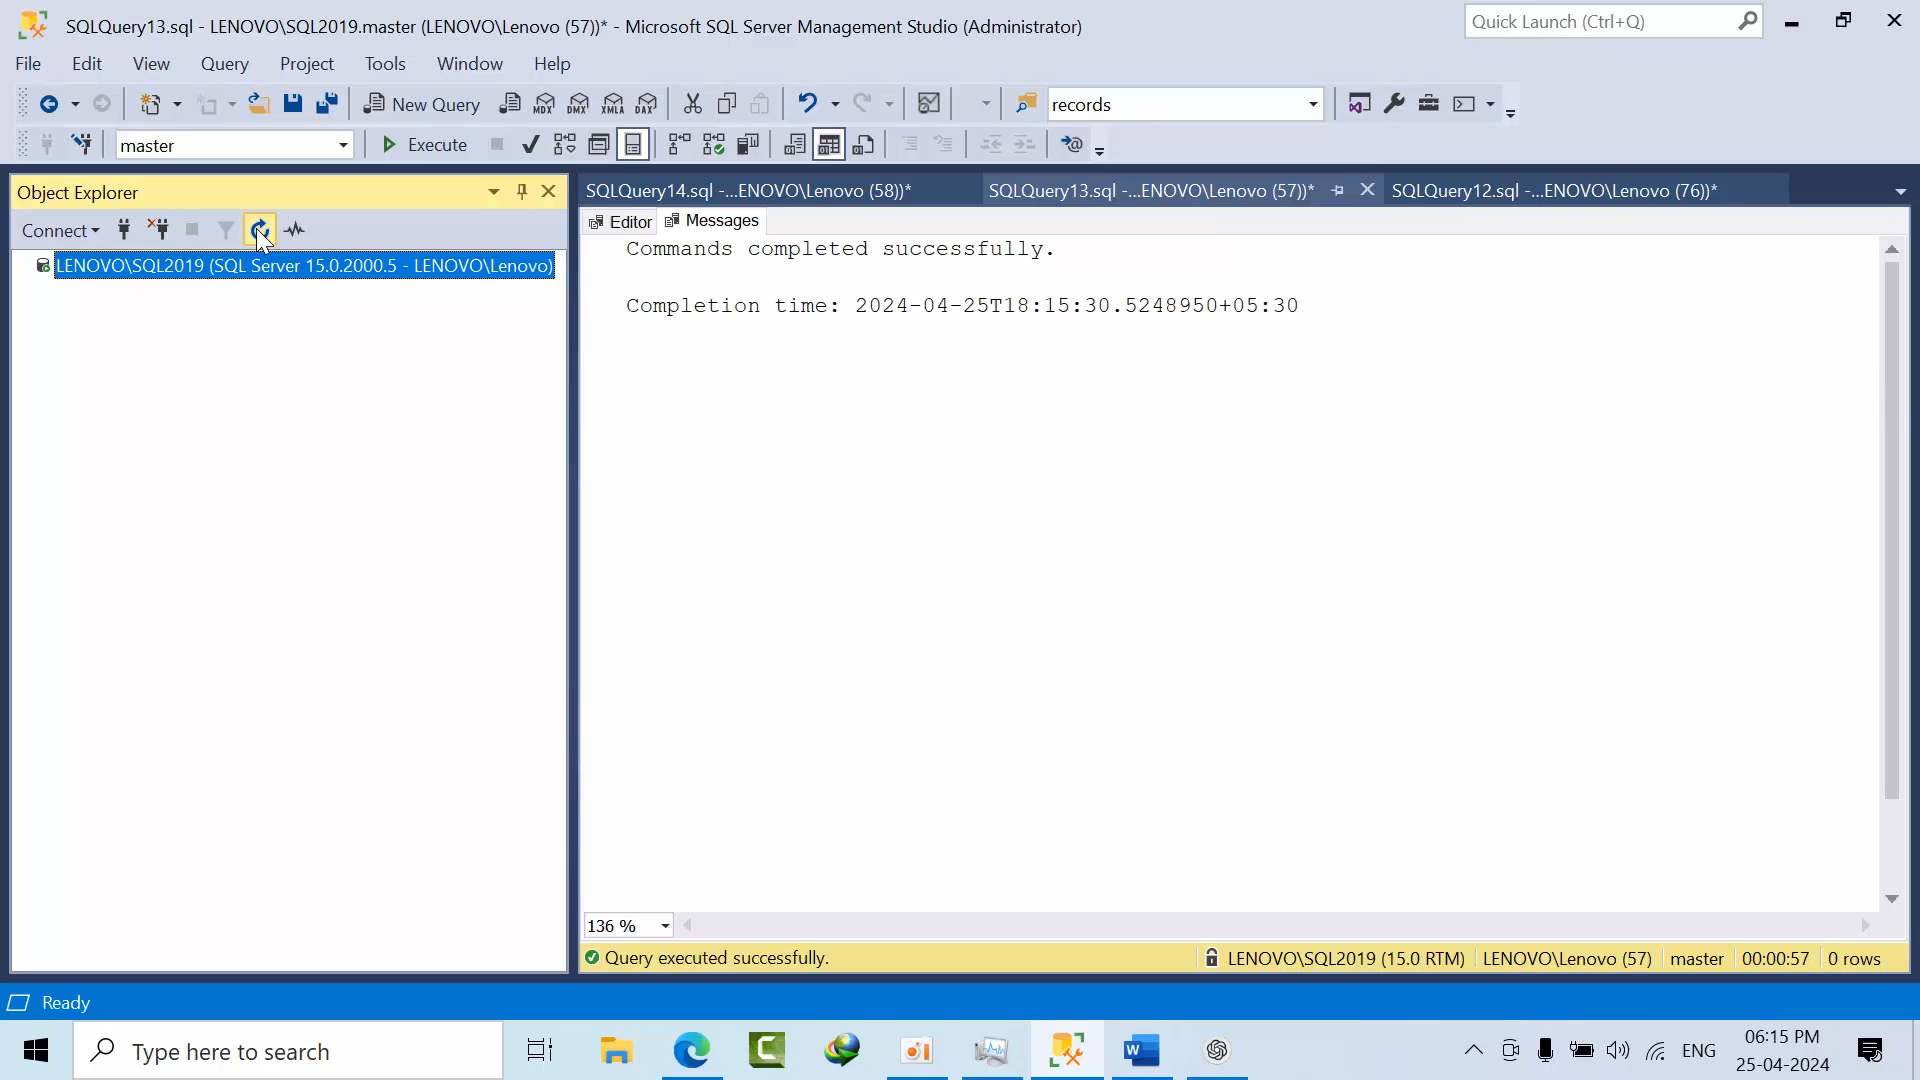 SQLQuery13.sql - LENOVO\SQL2019.master (LENOVO\Lenovo (57))* - Microsoft SQL Server Management Studio (Administrator)
Quick Launch (Ctrl+Q)
File Edit View Query Project Tools Window Help
New Query MDX DMX XMLA DAX records
master Execute
Object Explorer
SQLQuery14.sql -...ENOVO\Lenovo (58))* SQLQuery13.sql -...ENOVO\Lenovo (57))* SQLQuery12.sql -...ENOVO\Lenovo (76))*
Connect
Editor Messages
LENOVO\SQL2019 (SQL Server 15.0.2000.5 - LENOVO\Lenovo)
Commands completed successfully.
Completion time: 2024-04-25T18:15:30.5248950+05:30
136 %
Query executed successfully. LENOVO\SQL2019 (15.0 RTM) LENOVO\Lenovo (57) master 00:00:57 0 rows
Ready
Type here to search
ENG
06:15 PM
25-04-2024